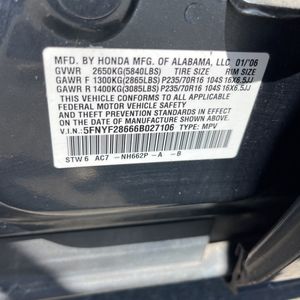 MFD. BY HONDA MFG. OF ALABAMA, LLC 01/06
GVWR 2650KG(5840LBS) TIRE SIZE RIM SIZE
GAWR F 1300KG(2865LBS) P235/70R16 104S 16X6.5JJ
GAWR R 1400KG(3085LBS) P235/70R16 104S 16X6.5JJ
THIS VEHICLE CONFORMS TO ALL APPLICABLE
FEDERAL MOTOR VEHICLE SAFETY STANDARDS
IN EFFECT ON THE DATE OF MANUFACTURE
SHOWN ABOVE.
V.I.N: 5FNYF28666B027106 TYPE: MPV
STW 6 AC7 -NH662P -A -B